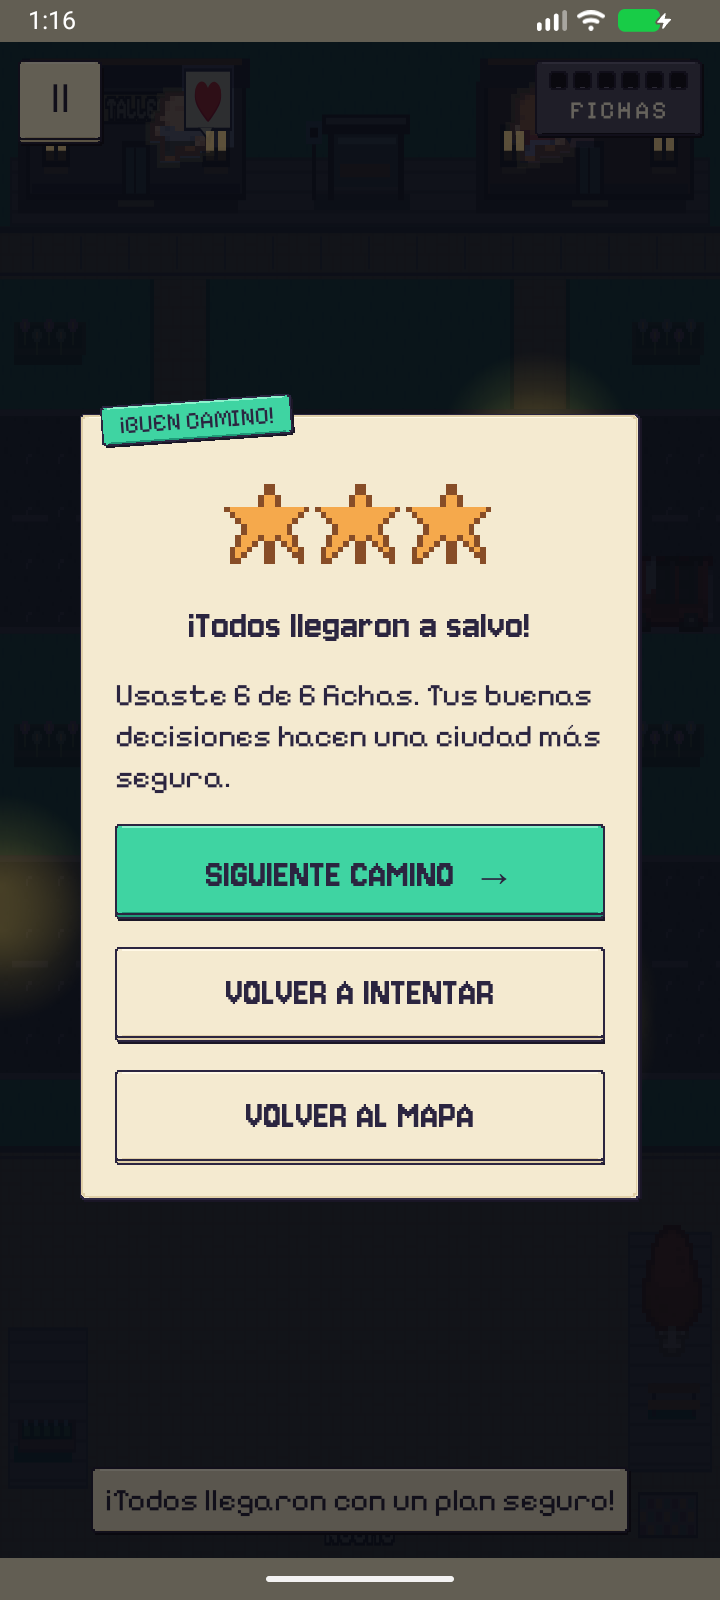 1:16
TALLE
FICHAS
¡BUEN CAMINO!
¡Todos llegaron a salvo!
Usaste 6 de 6 fichas. Tus buenas
decisiones hacen una ciudad más
segura.
SIGUIENTE CAMINO →
VOLVER A INTENTAR
VOLVER AL MAPA
¡Todos llegaron con un plan seguro!